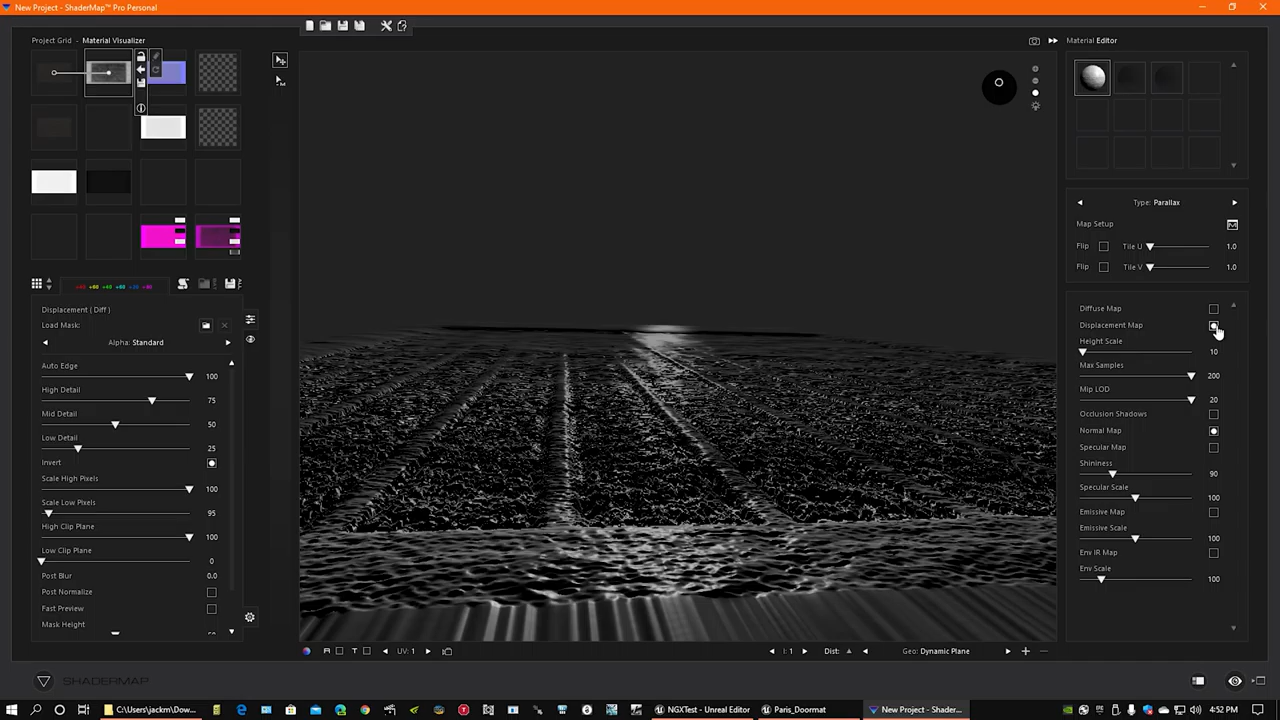 New Project - ShaderMap™ Pro Personal
Project Grid - Material Visualizer
Material Editor
Type: Parallax
Map Setup
M
Flip Tile U 1.0
Flip Tile V 1.0
Diffuse Map
Displacement Map
Height Scale
10
Max Samples
200
Mip LOD
20
Occlusion Shadows
Normal Map
Specular Map
Shininess
90
Specular Scale
100
Emissive Map
Emissive Scale
100
Env IR Map
Env Scale
100
Displacement ( Diff )
Load Mask:
Alpha: Standard
Auto Edge
100
High Detail
75
Mid Detail
50
Low Detail
25
Invert
Scale High Pixels
100
Scale Low Pixels
95
High Clip Plane
100
Low Clip Plane
0
Post Blur 0.0
Post Normalize
Fast Preview
Mask Height
R T UV: 1 I: 1 Dist: Geo: Dynamic Plane
SHADERMAP
C:\Users\jackrn\Dow... NGXTest - Unreal Editor Paris_Doormat New Project - Shader... 4:52 PM